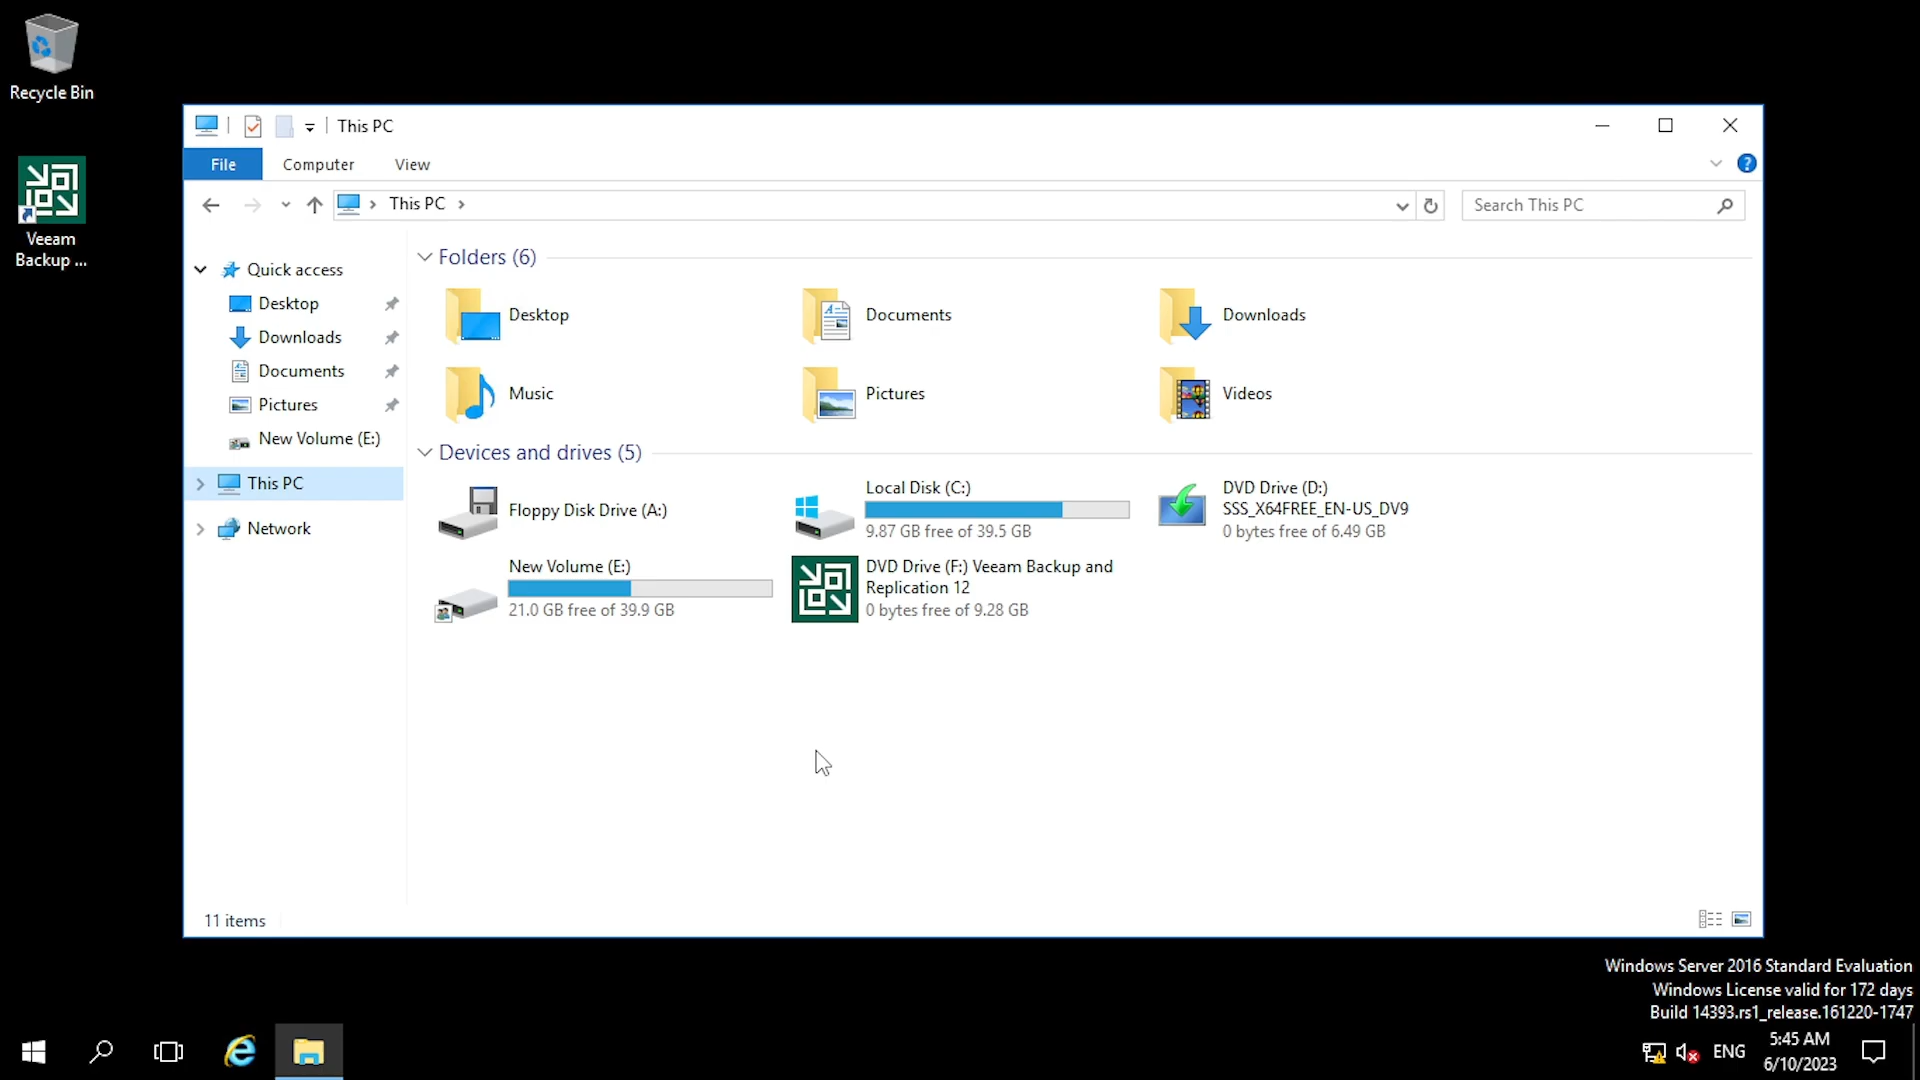 Recycle Bin
Veeam
Backup ...
This PC
File
Computer
View
This PC
Search This PC
Quick access
Desktop
Downloads
Documents
Pictures
New Volume (E:)
This PC
Network
Folders (6)
Desktop
Documents
Downloads
Music
Pictures
Videos
Devices and drives (5)
Floppy Disk Drive (A:)
Local Disk (C:)
9.87 GB free of 39.5 GB
DVD Drive (D:)
SSS_X64FREE_EN-US_DV9
0 bytes free of 6.49 GB
New Volume (E:)
21.0 GB free of 39.9 GB
DVD Drive (F:) Veeam Backup and
Replication 12
0 bytes free of 9.28 GB
11 items
Windows Server 2016 Standard Evaluation
Windows License valid for 172 days
Build 14393.rs1_release.161220-1747
ENG
5:45 AM
6/10/2023